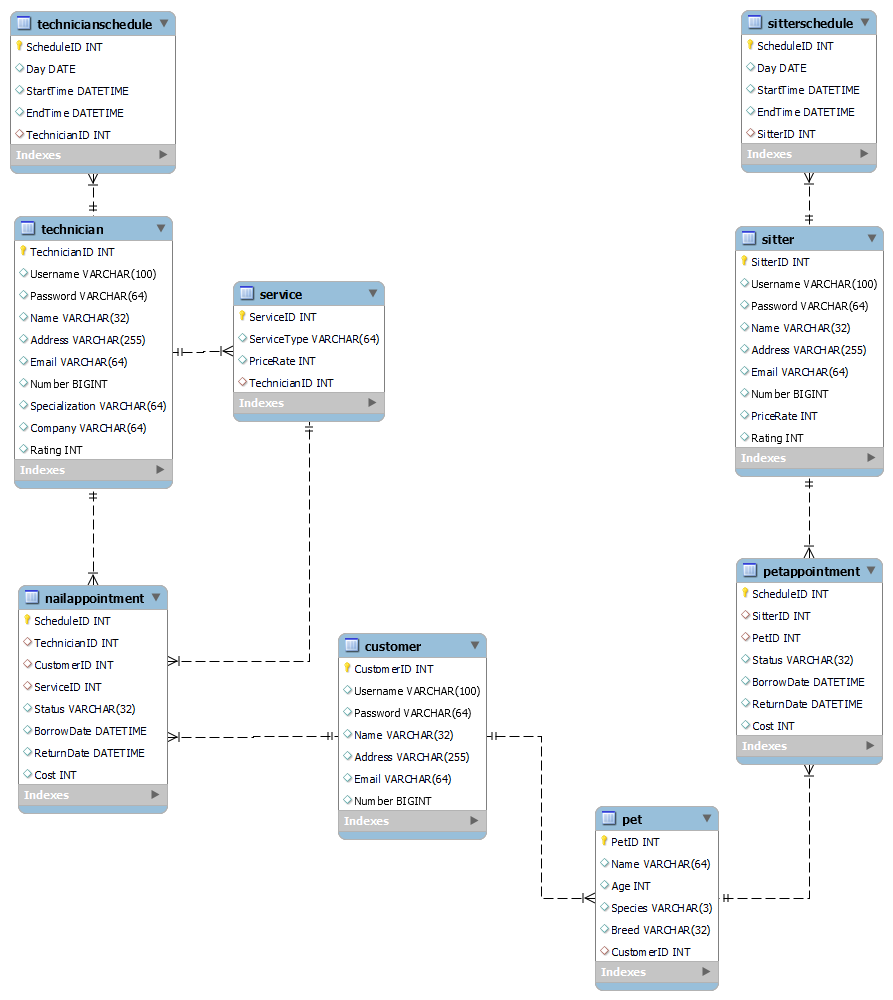 technicianschedule
ScheduleID INT
Day DATE
StartTime DATETIME
EndTime DATETIME
TechnicianID INT
Indexes
sitterschedule
ScheduleID INT
Day DATE
StartTime DATETIME
EndTime DATETIME
SitterID INT
Indexes
technician
TechnicianID INT
Username VARCHAR(100)
Password VARCHAR(64)
Name VARCHAR(32)
Address VARCHAR(255)
Email VARCHAR(64)
Number BIGINT
Specialization VARCHAR(64)
Company VARCHAR(64)
Rating INT
Indexes
service
ServiceID INT
ServiceType VARCHAR(64)
PriceRate INT
TechnicianID INT
Indexes
sitter
SitterID INT
Username VARCHAR(100)
Password VARCHAR(64)
Name VARCHAR(32)
Address VARCHAR(255)
Email VARCHAR(64)
Number BIGINT
PriceRate INT
Rating INT
Indexes
nailappointment
ScheduleID INT
TechnicianID INT
CustomerID INT
ServiceID INT
Status VARCHAR(32)
BorrowDate DATETIME
ReturnDate DATETIME
Cost INT
Indexes
customer
CustomerID INT
Username VARCHAR(100)
Password VARCHAR(64)
Name VARCHAR(32)
Address VARCHAR(255)
Email VARCHAR(64)
Number BIGINT
Indexes
petappointment
ScheduleID INT
SitterID INT
PetID INT
Status VARCHAR(32)
BorrowDate DATETIME
ReturnDate DATETIME
Cost INT
Indexes
pet
PetID INT
Name VARCHAR(64)
Age INT
Species VARCHAR(3)
Breed VARCHAR(32)
CustomerID INT
Indexes